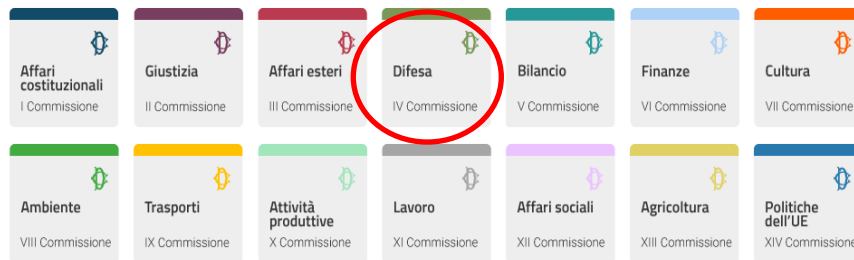 Affari
costituzionali
I Commissione
Giustizia
II Commissione
Affari esteri
III Commissione
Difesa
IV Commissione
Bilancio
V Commissione
Finanze
VI Commissione
Cultura
VII Commissione
Ambiente
VIII Commissione
Trasporti
IX Commissione
Attività
produttive
X Commissione
Lavoro
XI Commissione
Affari sociali
XII Commissione
Agricoltura
XIII Commissione
Politiche
dell'UE
XIV Commissione